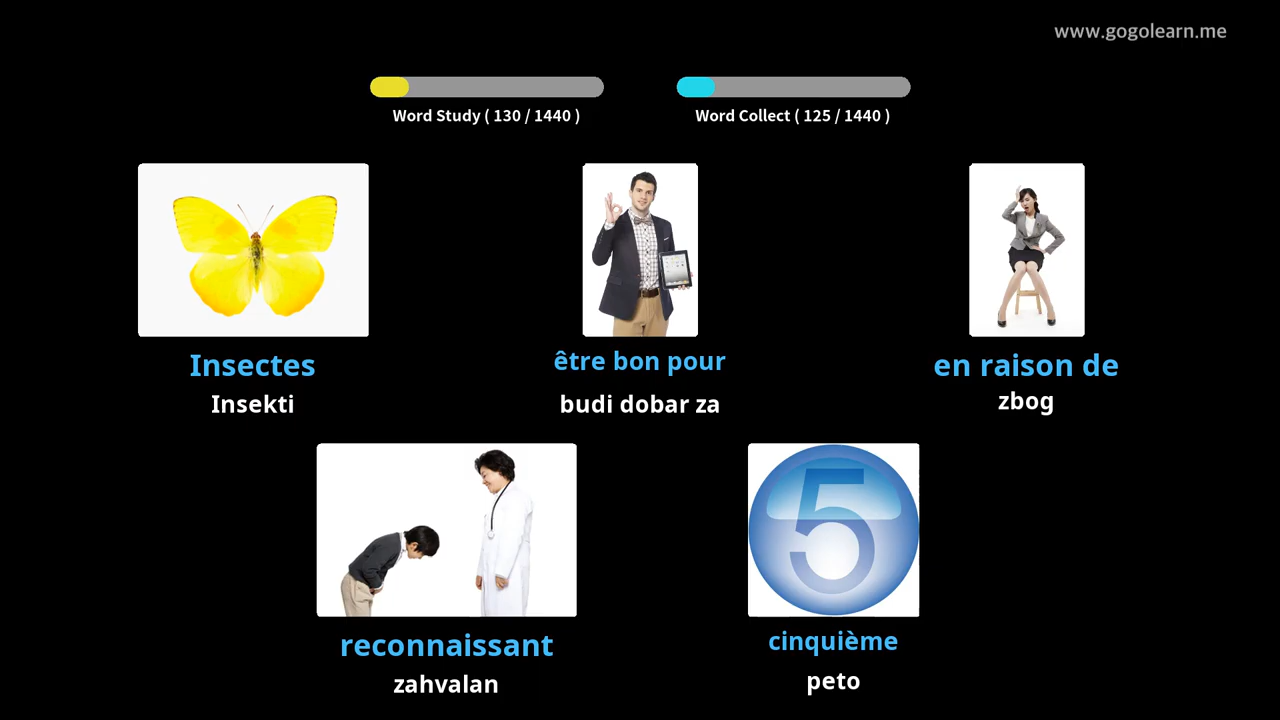 www.gogolearn.me
Word Study ( 130 / 1440 )
Word Collect ( 125 / 1440 )
Insectes
Insekti
être bon pour
budi dobar za
en raison de
zbog
5
reconnaissant
zahvalan
cinquième
peto